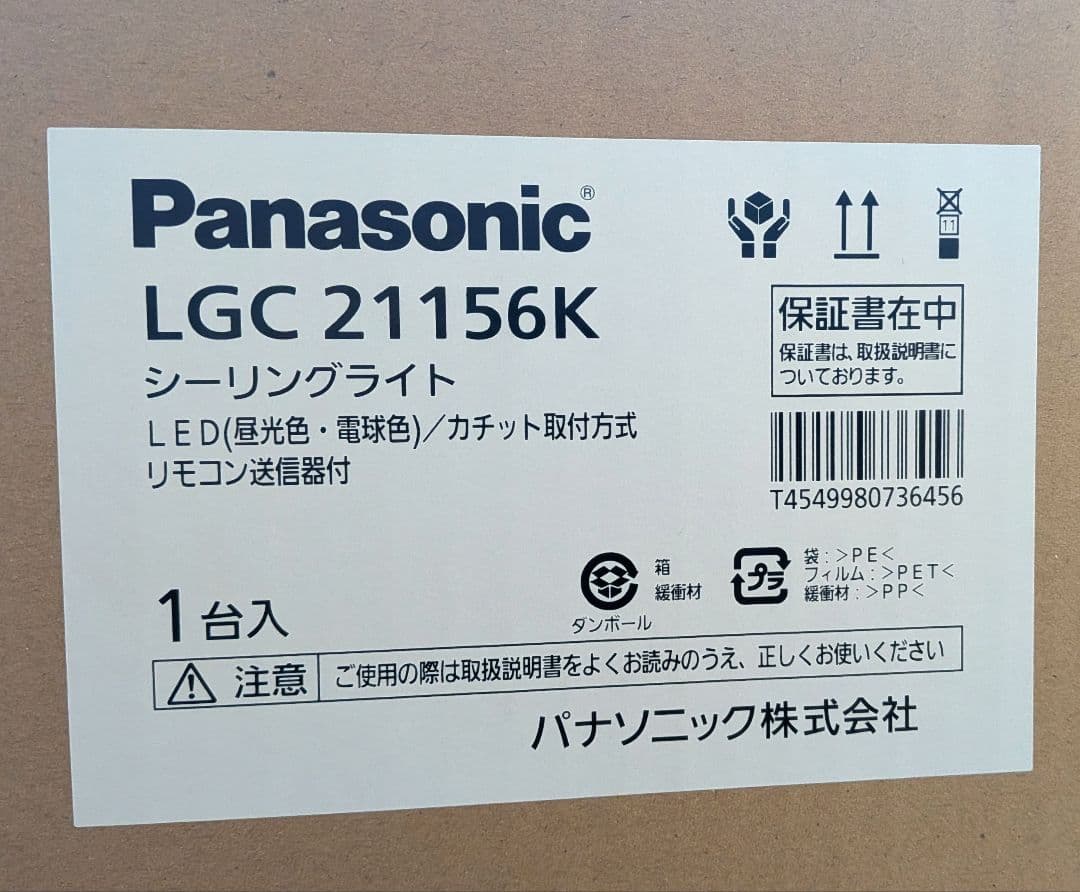 Panasonic®
LGC 21156K
シーリングライト
LED(昼光色・電球色)/カチット取付方式
リモコン送信器付
11
保証書在中
保証書は、取扱説明書に
ついております。
T4549980736456
1台入
箱
緩衝材
ダンボール
プラ
袋:>PE<
フィルム:>PET<
緩衝材:>PP<
注意
ご使用の際は取扱説明書をよくお読みのうえ、正しくお使いください
パナソニック株式会社